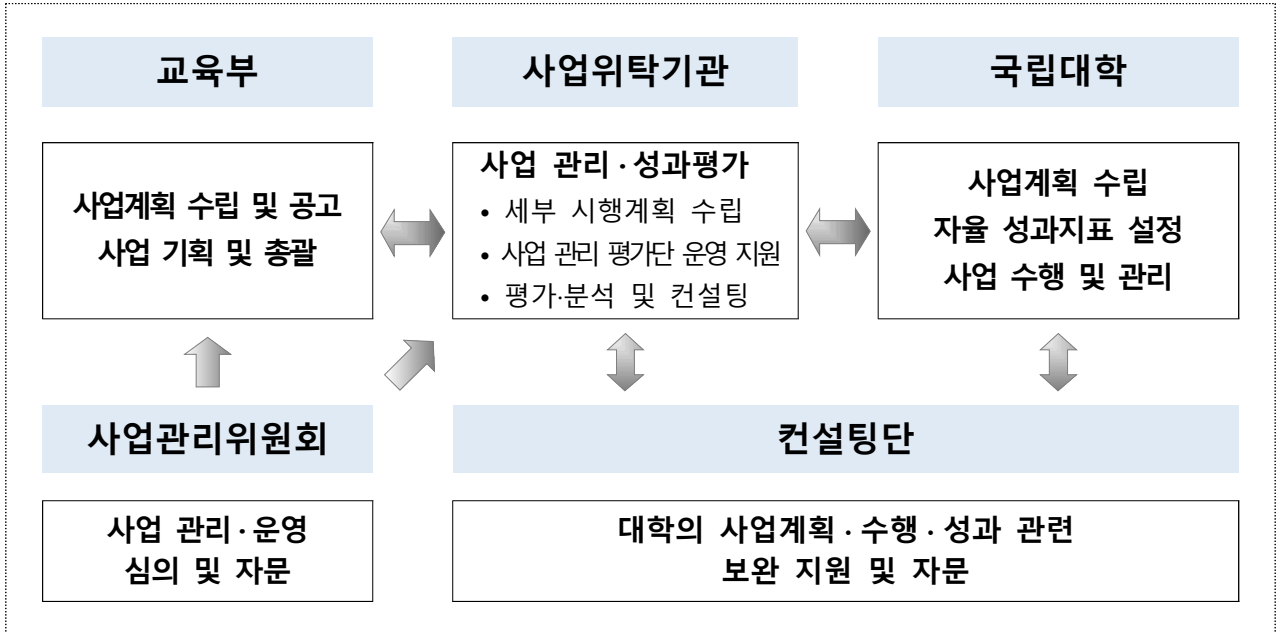 교육부
사업위탁기관
국립대학
사업계획 수립 및 공고
사업 기획 및 총괄
사업 관리·성과평가
• 세부 시행계획 수립
• 사업 관리 평가단 운영 지원
• 평가·분석 및 컨설팅
사업계획 수립
자율 성과지표 설정
사업 수행 및 관리
사업관리위원회
컨설팅단
사업 관리·운영
심의 및 자문
대학의 사업계획·수행·성과 관련
보완 지원 및 자문